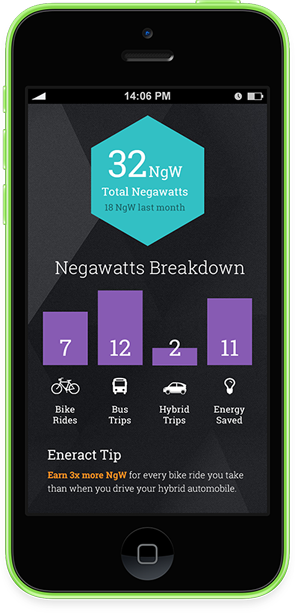 14:06 PM
32NgW
Total Negawatts
18 NgW last month
Negawatts Breakdown
7 12 2 11
Bike Bus Hybrid Energy
Rides Trips Trips Saved
Eneract Tip
Earn 3x more NgW for every bike ride you take
than when you drive your hybrid automobile.